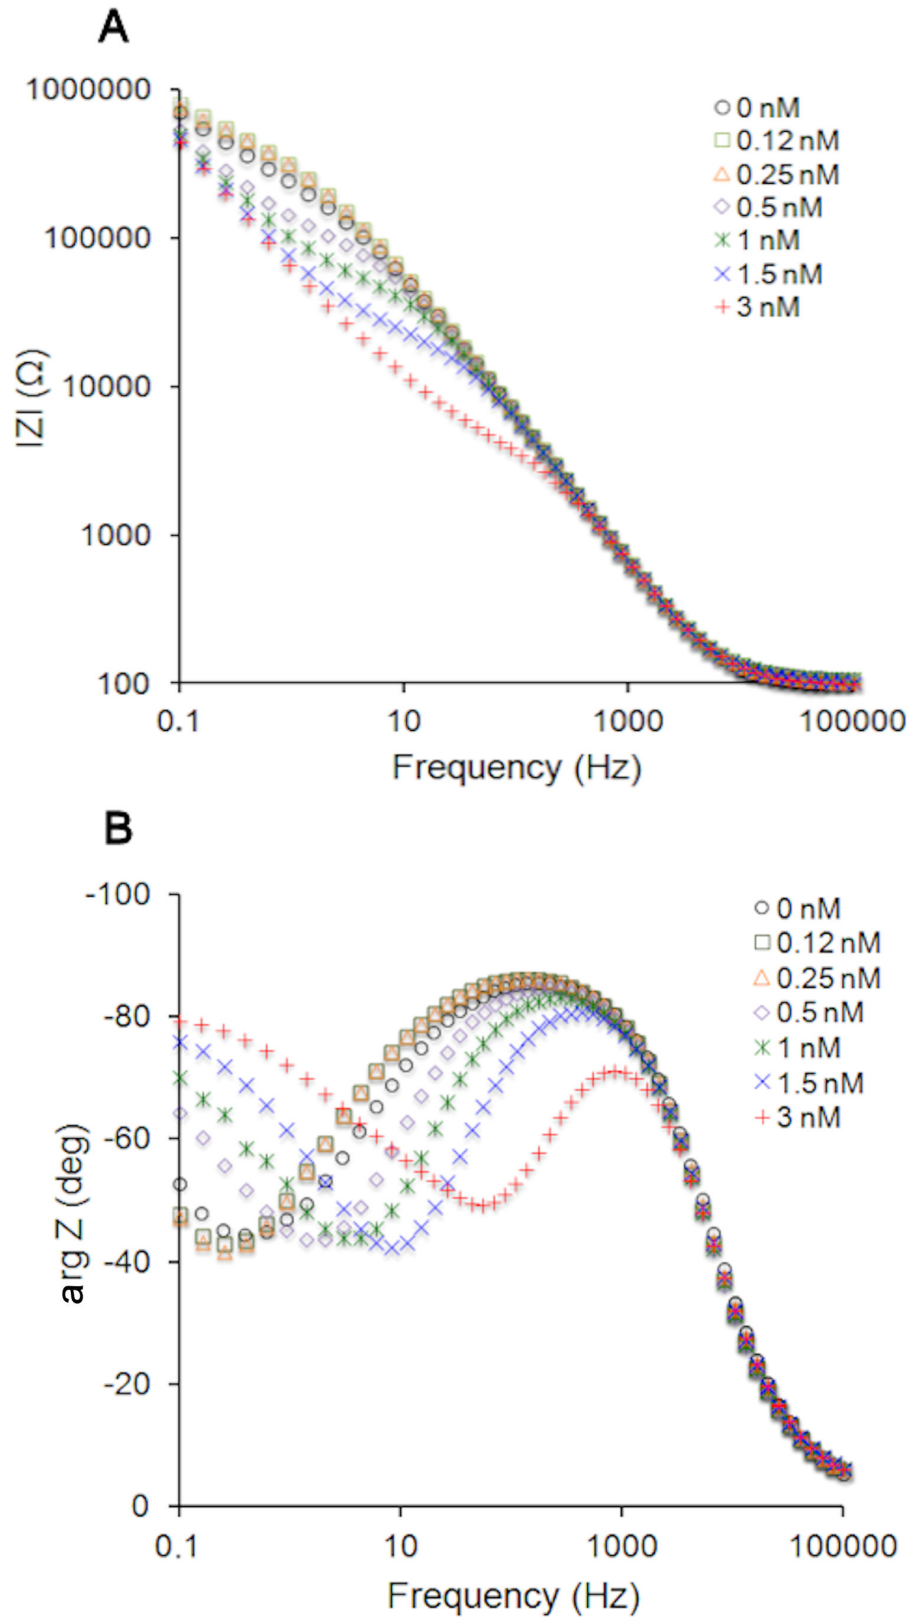 A
1000000
100000
10000
1000
100
|Z| (Ω)
0.1 10 1000 100000
Frequency (Hz)
0 nM
0.12 nM
0.25 nM
0.5 nM
1 nM
1.5 nM
3 nM
B
-100
-80
-60
-40
-20
0
arg Z (deg)
0.1 10 1000 100000
Frequency (Hz)
0 nM
0.12 nM
0.25 nM
0.5 nM
1 nM
1.5 nM
3 nM